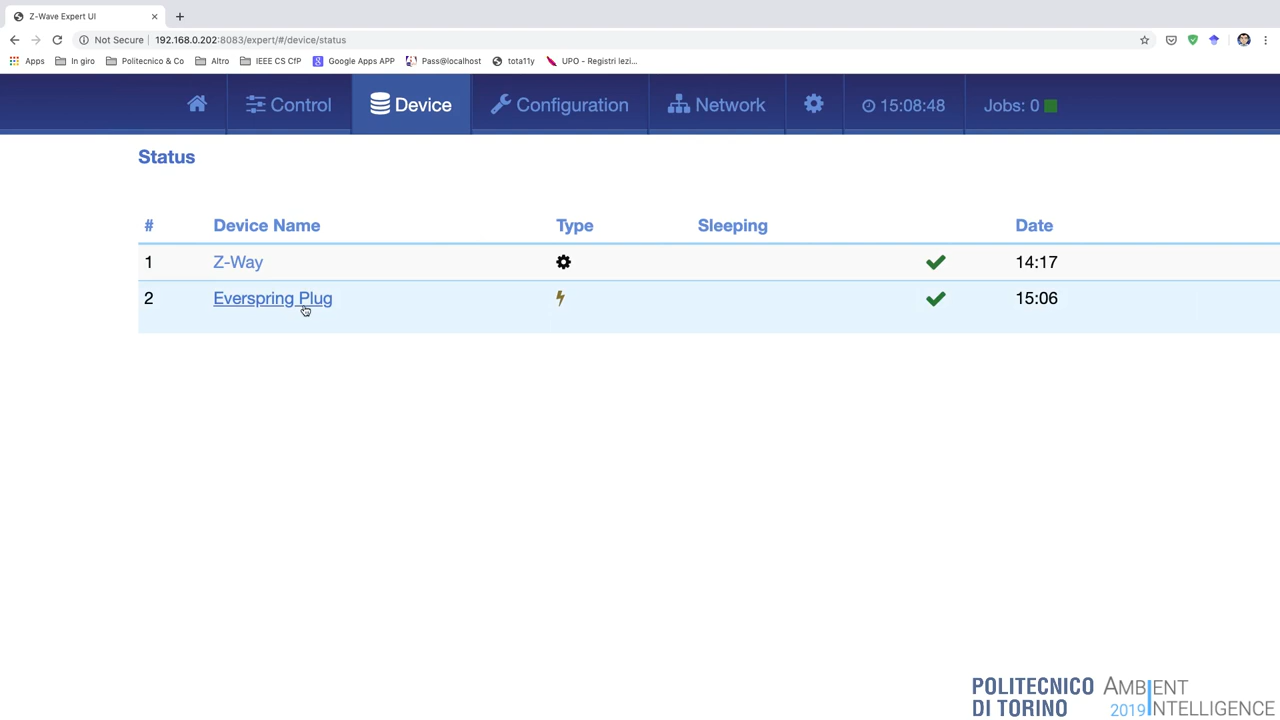 Z-Wave Expert UI
Not Secure 192.168.0.202:8083/expert/#/device/status
Apps In giro Politecnico & Co Altro IEEE CS CfP Google Apps APP Pass@localhost tota11y UPO - Registri lezi...
Control Device Configuration Network 15:08:48 Jobs: 0
Status
# Device Name Type Sleeping Date
1 Z-Way 14:17
2 Everspring Plug 15:06
POLITECNICO DI TORINO
AMBIENT 2019 INTELLIGENCE